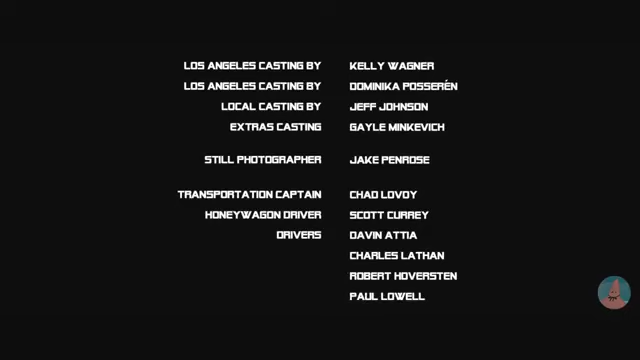 LOS ANGELES CASTING BY KELLY WAGNER
LOS ANGELES CASTING BY DOMINIKA POSSERÉN
LOCAL CASTING BY JEFF JOHNSON
EXTRAS CASTING GAYLE MINKEVICH
STILL PHOTOGRAPHER JAKE PENROSE
TRANSPORTATION CAPTAIN CHAD LOVDY
HONEYWAGON DRIVER SCOTT CURREY
DRIVERS DAVIN ATTIA
CHARLES LATHAN
ROBERT HOVERSTEN
PAUL LOWELL